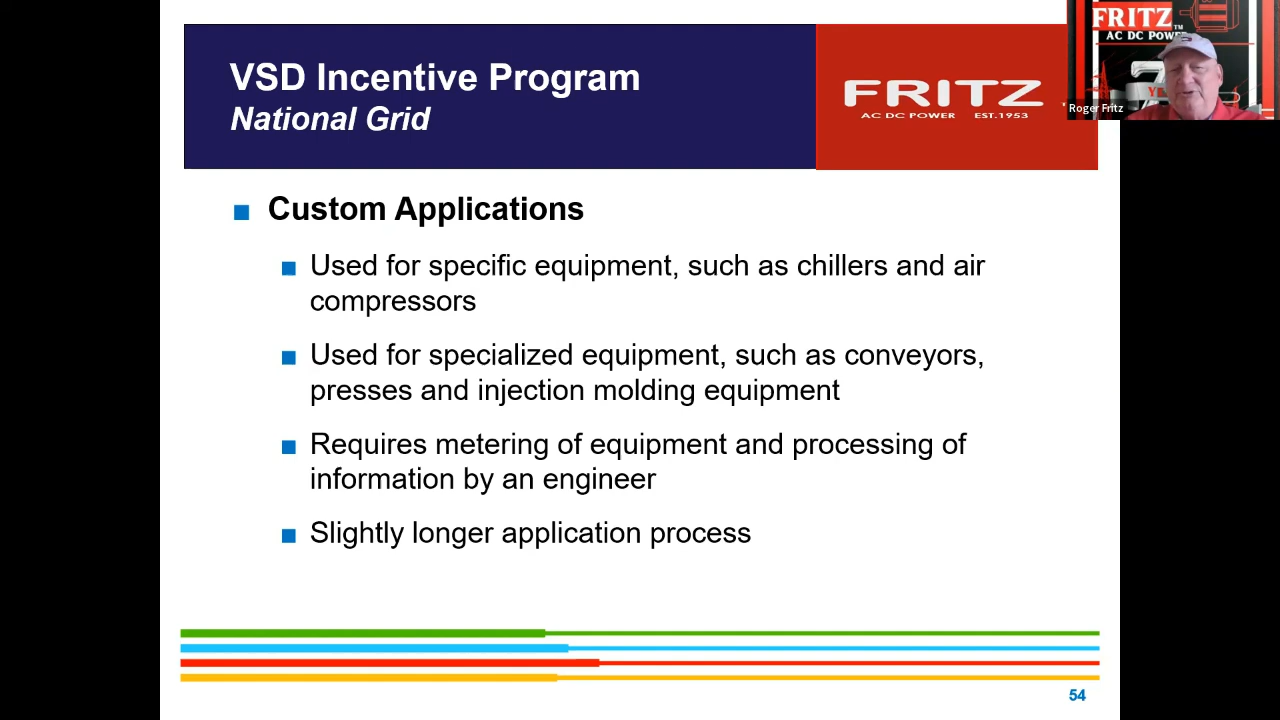 VSD Incentive Program
National Grid
FRITZ
AC DC POWER EST.1953
FRITZ
AC DC POWER
Roger Fritz
Custom Applications
Used for specific equipment, such as chillers and air
compressors
Used for specialized equipment, such as conveyors,
presses and injection molding equipment
Requires metering of equipment and processing of
information by an engineer
Slightly longer application process
54